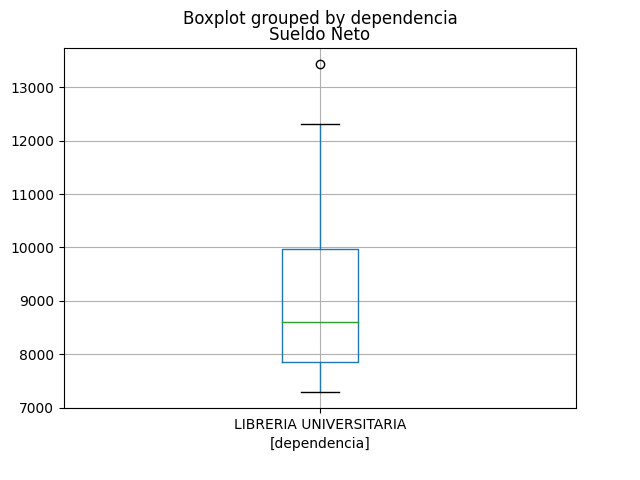 Boxplot grouped by dependencia
Sueldo Neto
13000
12000
11000
10000
9000
8000
7000
LIBRERIA UNIVERSITARIA
[dependencia]